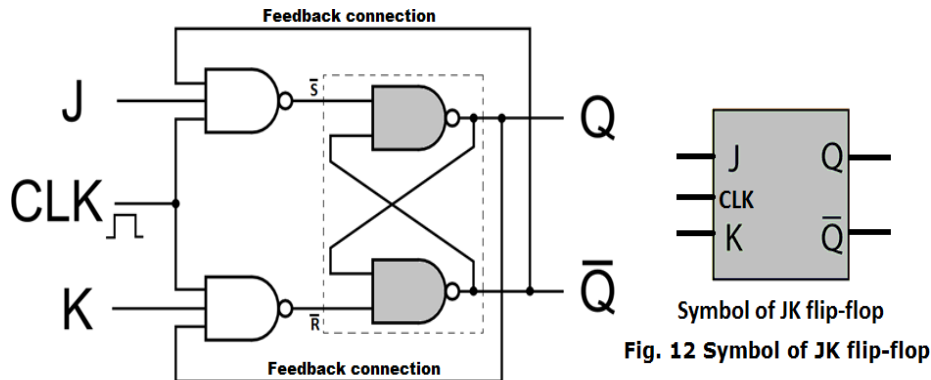 Feedback connection
J
S̅
Q
CLK
K
R̅
Q̅
Feedback connection
J Q
CLK
K Q̅
Symbol of JK flip-flop
Fig. 12 Symbol of JK flip-flop